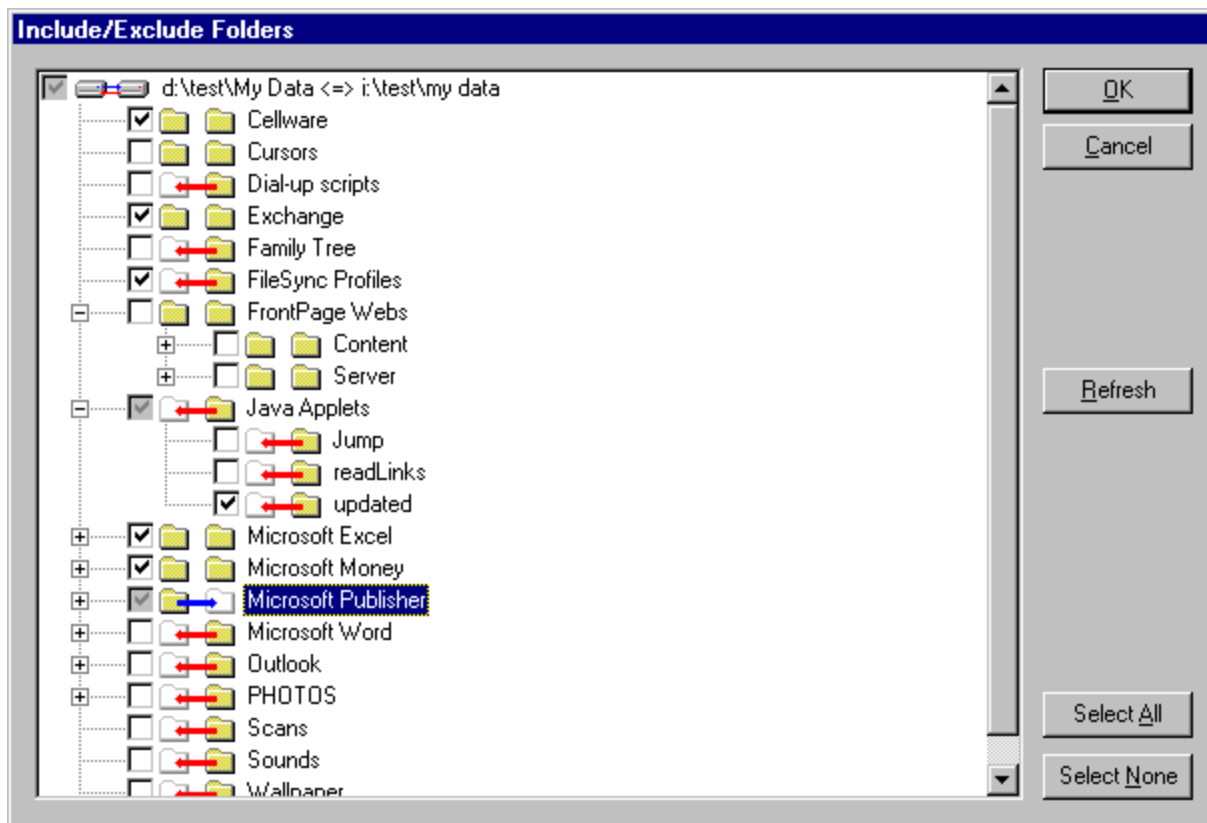 Include/Exclude Folders
d:\test\My Data <=> i:\test\my data
Cellware
Cursors
Dial-up scripts
Exchange
Family Tree
FileSync Profiles
FrontPage Webs
Content
Server
Java Applets
Jump
readLinks
updated
Microsoft Excel
Microsoft Money
Microsoft Publisher
Microsoft Word
Outlook
PHOTOS
Scans
Sounds
Wallpaper
OK
Cancel
Refresh
Select All
Select None